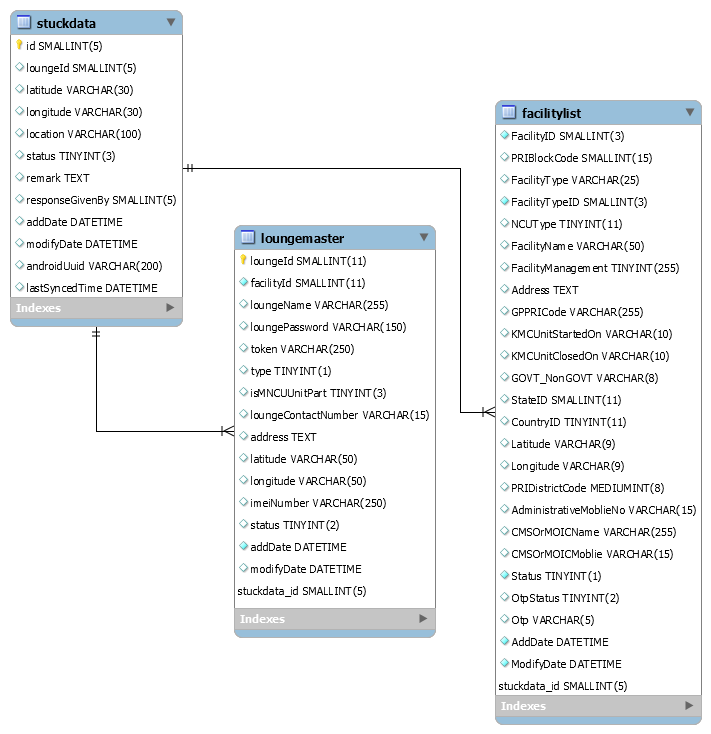 stuckdata
id SMALLINT(5)
loungeId SMALLINT(5)
latitude VARCHAR(30)
longitude VARCHAR(30)
location VARCHAR(100)
status TINYINT(3)
remark TEXT
responseGivenBy SMALLINT(5)
addDate DATETIME
modifyDate DATETIME
androidUuid VARCHAR(200)
lastSyncedTime DATETIME
Indexes
loungemaster
loungeId SMALLINT(11)
facilityId SMALLINT(11)
loungeName VARCHAR(255)
loungePassword VARCHAR(150)
token VARCHAR(250)
type TINYINT(1)
isMNCUUnitPart TINYINT(3)
loungeContactNumber VARCHAR(15)
address TEXT
latitude VARCHAR(50)
longitude VARCHAR(50)
imeiNumber VARCHAR(250)
status TINYINT(2)
addDate DATETIME
modifyDate DATETIME
stuckdata_id SMALLINT(5)
Indexes
facilitylist
FacilityID SMALLINT(3)
PRIBlockCode SMALLINT(15)
FacilityType VARCHAR(25)
FacilityTypeID SMALLINT(3)
NCUType TINYINT(11)
FacilityName VARCHAR(50)
FacilityManagement TINYINT(255)
Address TEXT
GPPRICode VARCHAR(255)
KMCUnitStartedOn VARCHAR(10)
KMCUnitClosedOn VARCHAR(10)
GOVT_NonGOVT VARCHAR(8)
StateID SMALLINT(11)
CountryID TINYINT(11)
Latitude VARCHAR(9)
Longitude VARCHAR(9)
PRIDistrictCode MEDIUMINT(8)
AdministrativeMoblieNo VARCHAR(15)
CMSOrMOICName VARCHAR(255)
CMSOrMOICMoblie VARCHAR(15)
Status TINYINT(1)
OtpStatus TINYINT(2)
Otp VARCHAR(5)
AddDate DATETIME
ModifyDate DATETIME
stuckdata_id SMALLINT(5)
Indexes